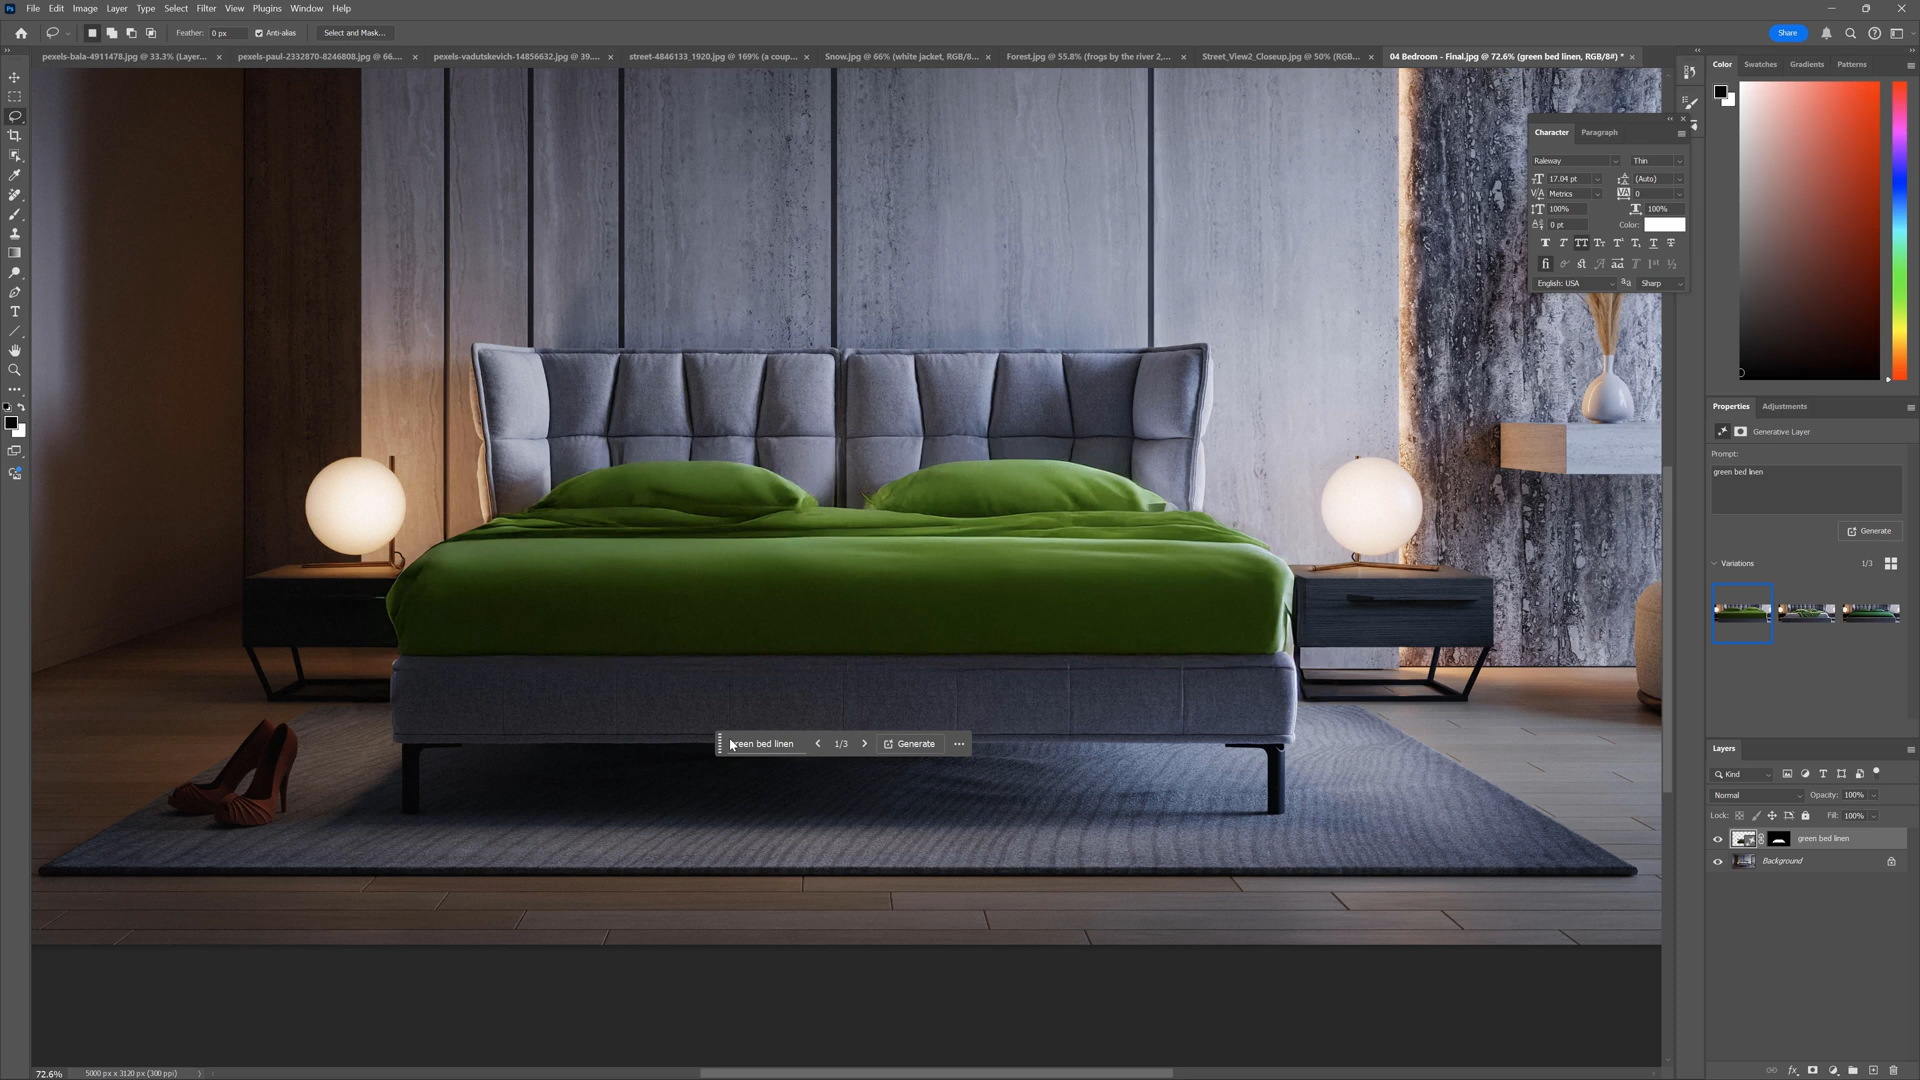 Ps File Edit Image Layer Type Select Filter View Plugins Window Help
Feather: 0 px Anti-alias Select and Mask... Share
pexels-bala-4911478.jpg @ 33.3% (Layer... × pexels-paul-2332870-8246808.jpg @ 66.... × pexels-vadutskevich-14856632.jpg @ 39.... × street-4846133_1920.jpg @ 169% (a coup... × Snow.jpg @ 66% (white jacket, RGB/8... × Forest.jpg @ 55.8% (frogs by the river 2,... × Street_View2_Closeup.jpg @ 50% (RGB... × 04 Bedroom - Final.jpg @ 72.6% (green bed linen, RGB/8#) * ×
Color Swatches Gradients Patterns
Character Paragraph
Raleway Thin
17.04 pt (Auto)
Metrics 0
100% 100%
0 pt Color:
English: USA Sharp
Properties Adjustments
Generative Layer
Prompt:
green bed linen
Generate
Variations 1/3
green bed linen 1/3 Generate
Layers
Kind
Normal Opacity: 100%
Lock: Fill: 100%
green bed linen
Background
72.6% 5000 px x 3120 px (300 ppi)